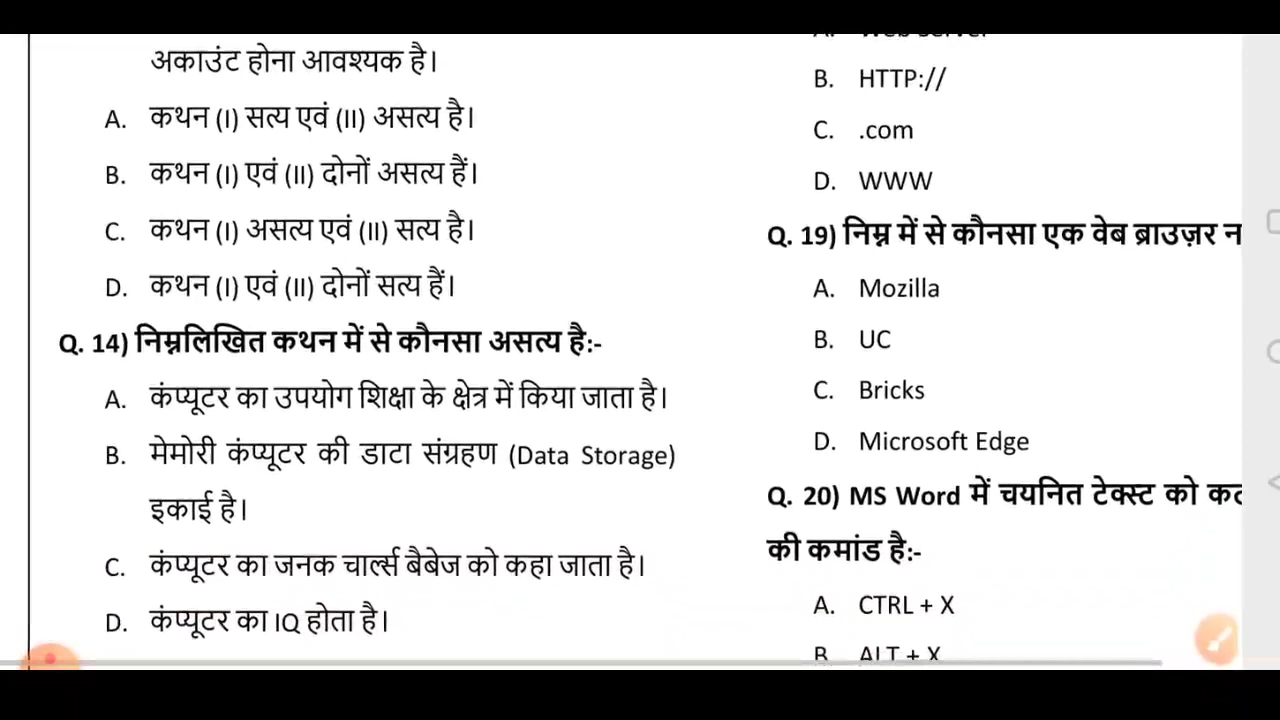 अकाउंट होना आवश्यक है।
A. कथन (I) सत्य एवं (II) असत्य है।
B. कथन (I) एवं (II) दोनों असत्य हैं।
C. कथन (I) असत्य एवं (II) सत्य है।
D. कथन (I) एवं (II) दोनों सत्य हैं।
Q. 14) निम्नलिखित कथन में से कौनसा असत्य है:-
A. कंप्यूटर का उपयोग शिक्षा के क्षेत्र में किया जाता है।
B. मेमोरी कंप्यूटर की डाटा संग्रहण (Data Storage)
इकाई है।
C. कंप्यूटर का जनक चार्ल्स बैबेज को कहा जाता है।
D. कंप्यूटर का IQ होता है।
A. Web Server
B. HTTP://
C. .com
D. WWW
Q. 19) निम्न में से कौनसा एक वेब ब्राउज़र
A. Mozilla
B. UC
C. Bricks
D. Microsoft Edge
Q. 20) MS Word में चयनित टेक्स्ट को
की कमांड है:-
A. CTRL + X
B. ALT + X